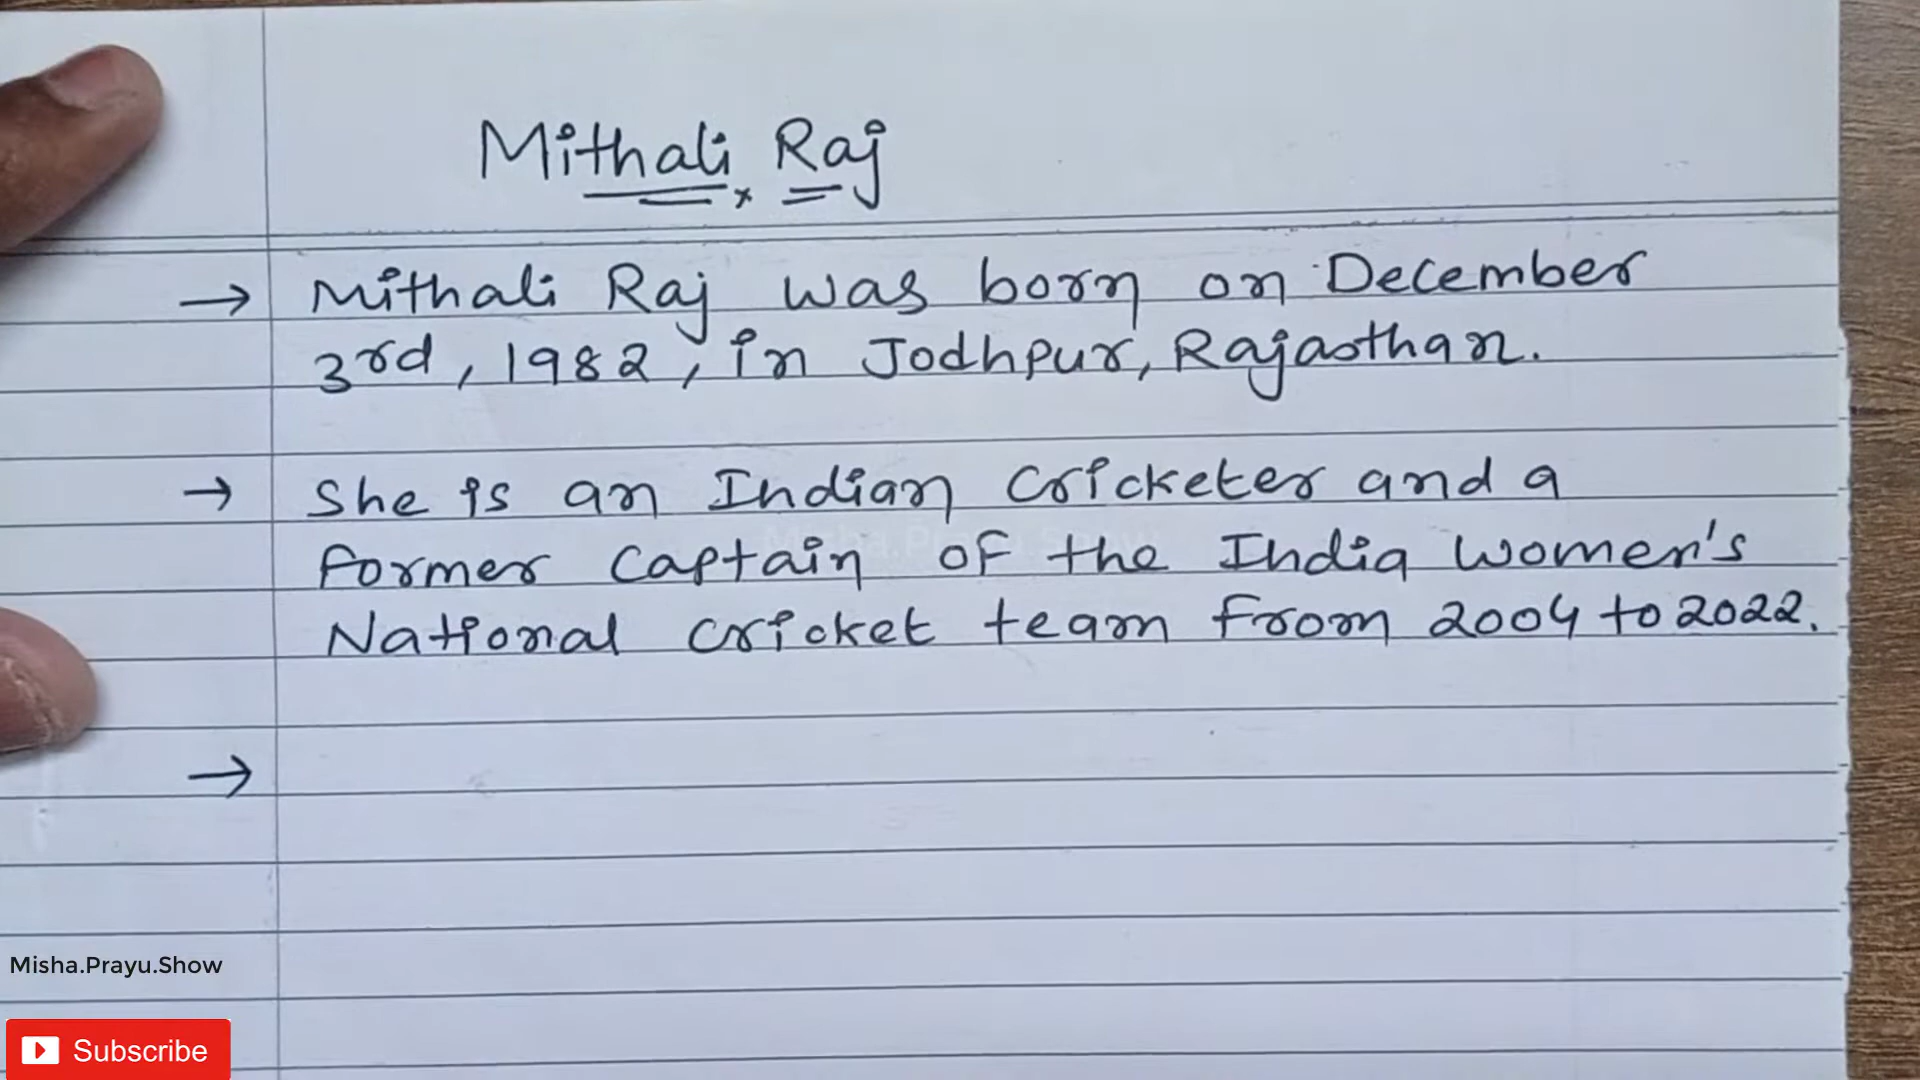 Mithali Raj
→ Mithali Raj was born on December
3rd, 1982, in Jodhpur, Rajasthan.
→ She is an Indian cricketer and a
former captain of the India women's
National cricket team from 2004 to 2022.
→
Misha.Prayu.Show
Subscribe